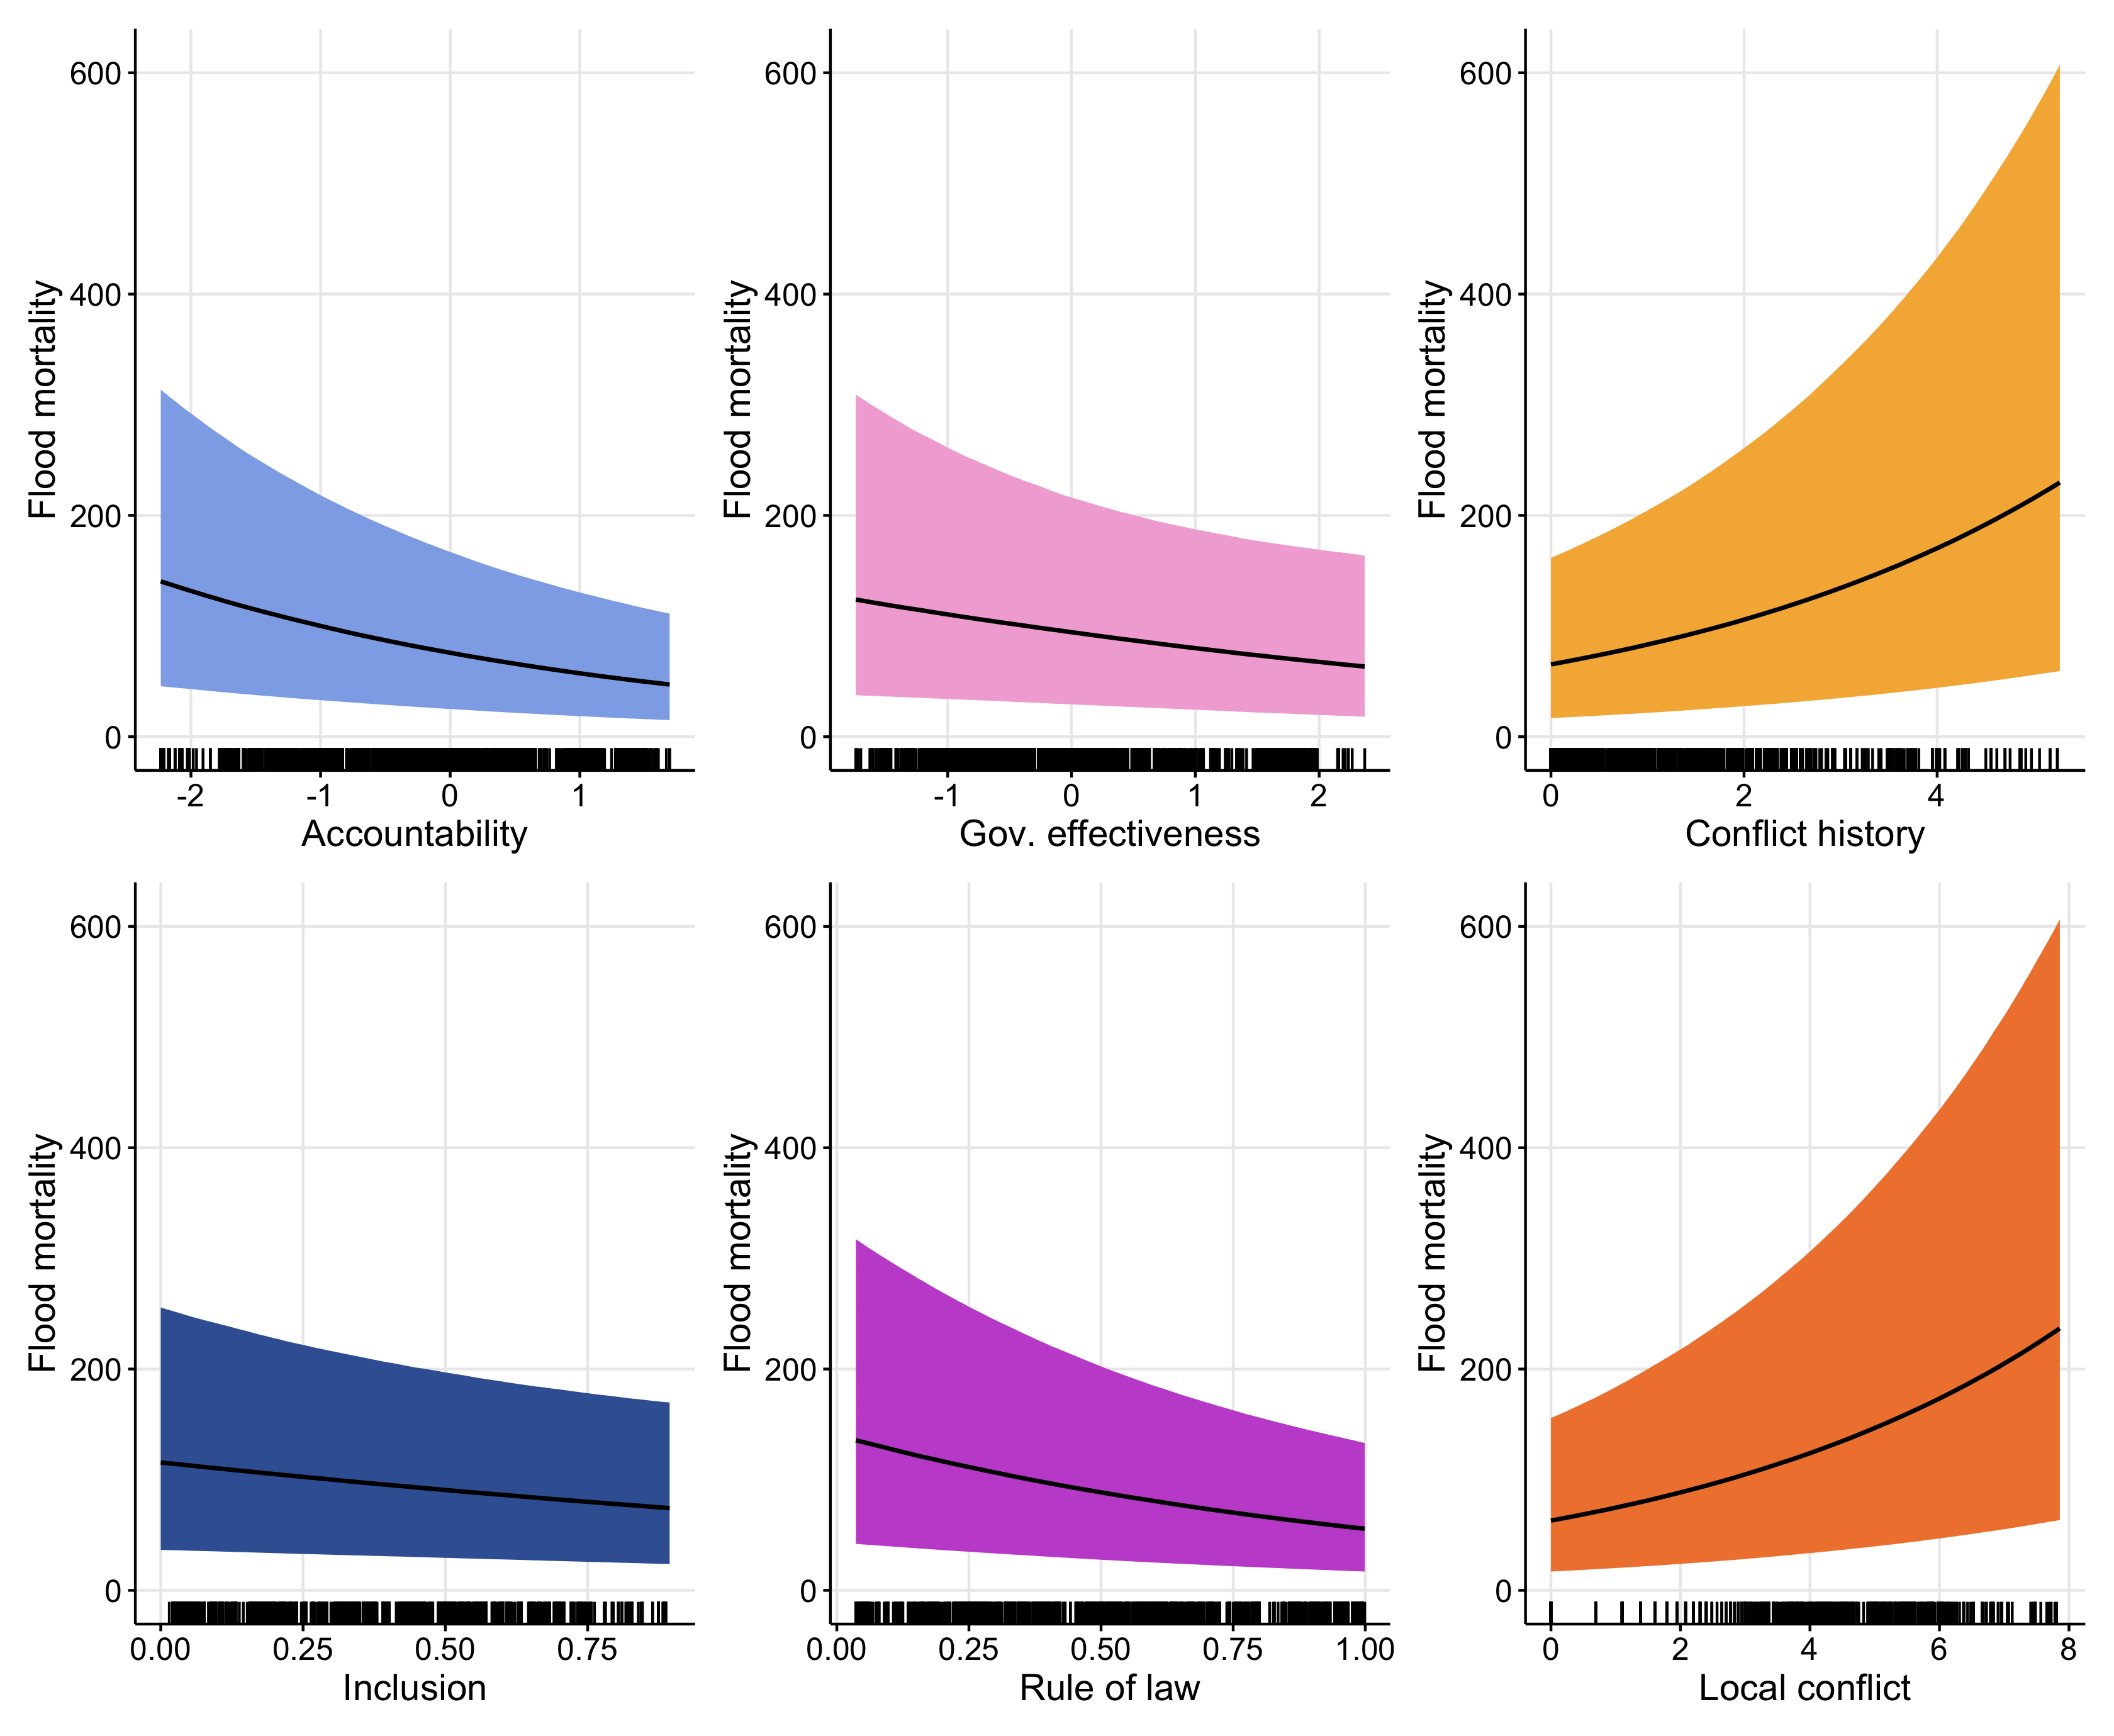 600
400
200
0
Flood mortality
-2 -1 0 1
Accountability
600
400
200
0
Flood mortality
-1 0 1 2
Gov. effectiveness
600
400
200
0
Flood mortality
0 2 4
Conflict history
600
400
200
0
Flood mortality
0.00 0.25 0.50 0.75
Inclusion
600
400
200
0
Flood mortality
0.00 0.25 0.50 0.75 1.00
Rule of law
600
400
200
0
Flood mortality
0 2 4 6 8
Local conflict